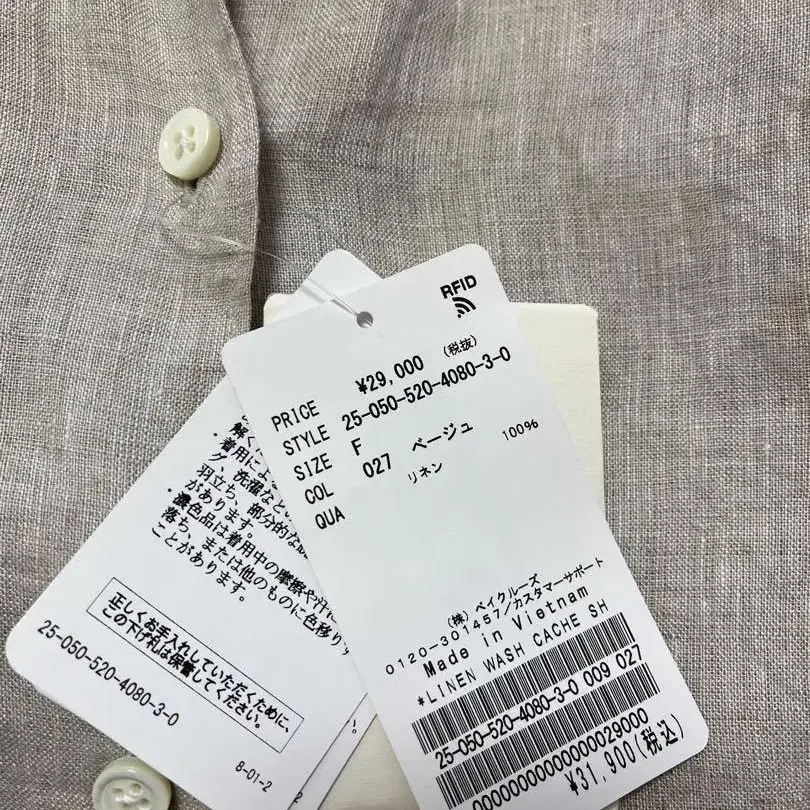 RFID
PRICE ¥29,000 (税抜)
STYLE 25-050-520-4080-3-0
SIZE F
COL 027 ベージュ
QUA リネン 100%
(株) ベイクルーズ
0120-301457/カスタマーサポート
Made in Vietnam
*LINEN WASH CACHE SH
25-050-520-4080-3-0 009 027
0000000000000029000
¥31,900(税込)
・着用によ
グ、洗濯など
羽立ち、部分的な
があります。
・濃色品は着用中の摩擦や汗に
落ち、または他のものに色移り
ことがあります。
正しくお手入れしていただくために、
この下げ札は保管してください。
25-050-520-4080-3-0
8-01-2